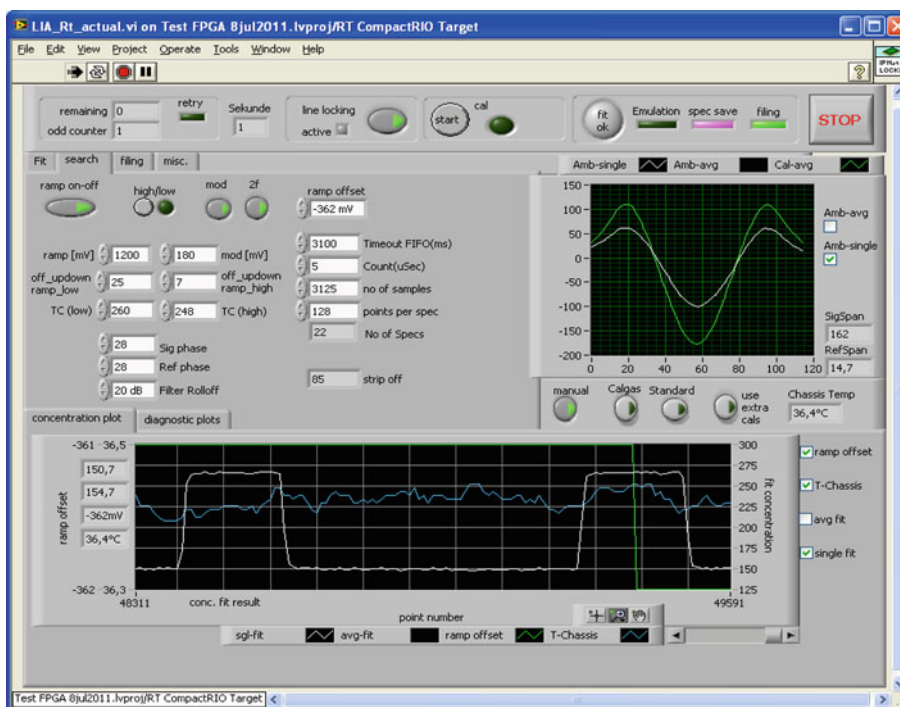 LIA_Rt_actual.vi on Test FPGA 8jul2011.lvproj/RT CompactRIO Target
File Edit View Project Operate Tools Window Help
?
remaining 0
odd counter 1
retry
Sekunde
1
line locking
active
start
cal
fit ok
Emulation
spec save
filing
STOP
Fit search filing misc.
ramp on-off
high/low
mod
2f
ramp offset
-362 mV
ramp [mV] 1200
180 mod [mV]
off_updown ramp_low 25
7 off_updown ramp_high
TC (low) 260
248 TC (high)
28 Sig phase
28 Ref phase
20 dB Filter Rolloff
3100 Timeout FIFO(ms)
5 Count(uSec)
3125 no of samples
128 points per spec
22 No of Specs
85 strip off
Amb-single Amb-avg Cal-avg
150
100
50
0
-50
-100
-150
-200
0 20 40 60 80 100 120
Amb-avg
Amb-single
SigSpan
162
RefSpan
14,7
manual
Calgas
Standard
use extra cals
Chassis Temp
36,4°C
concentration plot diagnostic plots
ramp offset
-361 36,5
150,7
154,7
-362mV
36,4°C
-362 36,3
300
275
250
225
200
175
150
125
fit concentration
48311
conc. fit result
49591
point number
ramp offset
T-Chassis
avg fit
single fit
sgl-fit avg-fit ramp offset T-Chassis
Test FPGA 8jul2011.lvproj/RT CompactRIO Target